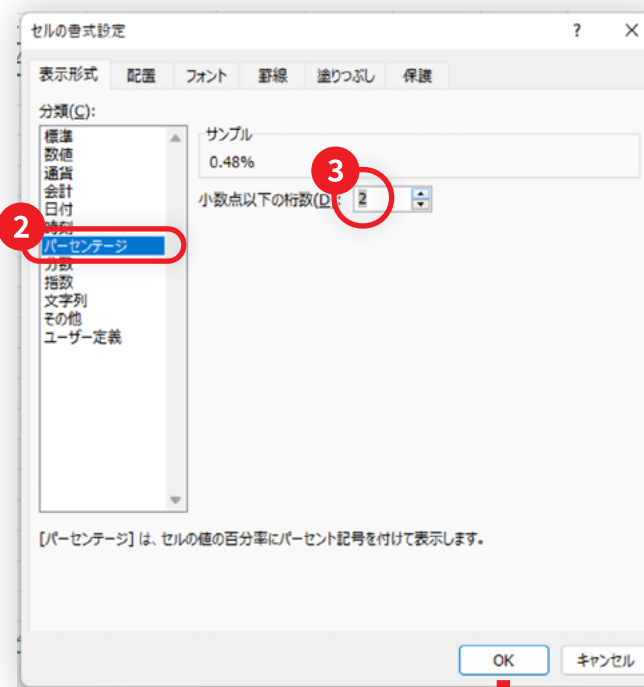 セルの書式設定
? ×
表示形式 配置 フォント 罫線 塗りつぶし 保護
分類(C):
標準
数値
通貨
会計
日付
時刻
パーセンテージ
分数
指数
文字列
その他
ユーザー定義
サンプル
0.48%
小数点以下の桁数(D): 2
2
3
[パーセンテージ] は、セルの値の百分率にパーセント記号を付けて表示します。
OK キャンセル